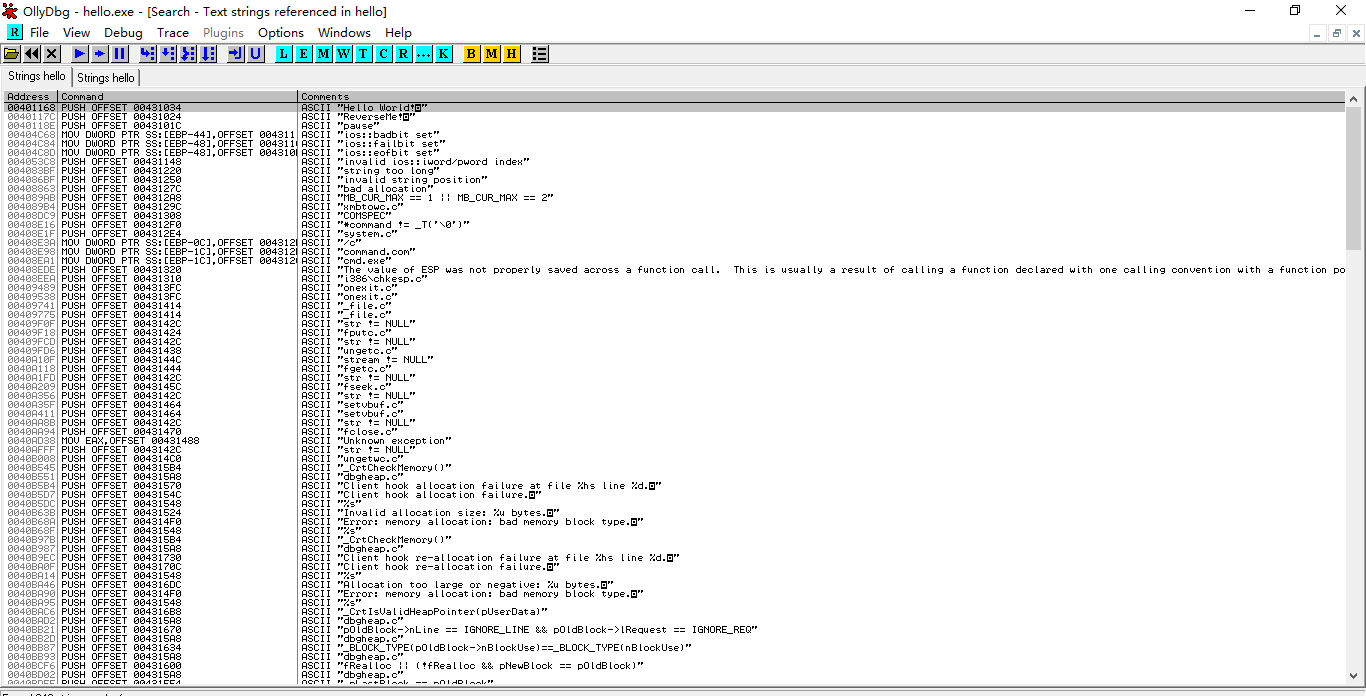 OllyDbg - hello.exe - [Search - Text strings referenced in hello]
R File View Debug Trace Plugins Options Windows Help
L E M W T C R ... K B M H
Strings hello Strings hello
Address Command Comments
00401168 PUSH OFFSET 00431034 ASCII "Hello World!◘"
0040117C PUSH OFFSET 00431024 ASCII "ReverseMe!◘"
0040118E PUSH OFFSET 0043101C ASCII "pause"
00404C68 MOV DWORD PTR SS:[EBP-44],OFFSET 004311 ASCII "ios::badbit set"
00404C84 MOV DWORD PTR SS:[EBP-48],OFFSET 004311 ASCII "ios::failbit set"
00404C8D MOV DWORD PTR SS:[EBP-48],OFFSET 004310 ASCII "ios::eofbit set"
004053C8 PUSH OFFSET 00431148 ASCII "invalid ios::iword/pword index"
004083BF PUSH OFFSET 00431220 ASCII "string too long"
004086BF PUSH OFFSET 00431250 ASCII "invalid string position"
00408863 PUSH OFFSET 0043127C ASCII "bad allocation"
004089AB PUSH OFFSET 004312A8 ASCII "MB_CUR_MAX == 1 || MB_CUR_MAX == 2"
004089B4 PUSH OFFSET 0043129C ASCII "xmbtowc.c"
00408DC9 PUSH OFFSET 00431308 ASCII "COMSPEC"
00408E16 PUSH OFFSET 004312F0 ASCII "*command != _T('\0')"
00408E1F PUSH OFFSET 004312E4 ASCII "system.c"
00408E3A MOV DWORD PTR SS:[EBP-0C],OFFSET 004312 ASCII "/c"
00408E98 MOV DWORD PTR SS:[EBP-1C],OFFSET 004312 ASCII "command.com"
00408EA1 MOV DWORD PTR SS:[EBP-1C],OFFSET 004312 ASCII "cmd.exe"
00408EDE PUSH OFFSET 00431320 ASCII "The value of ESP was not properly saved across a function call.  This is usually a result of calling a function declared with one calling convention with a function po
00408EEA PUSH OFFSET 00431310 ASCII "i386\chkesp.c"
00409489 PUSH OFFSET 004313FC ASCII "onexit.c"
00409538 PUSH OFFSET 004313FC ASCII "onexit.c"
00409741 PUSH OFFSET 00431414 ASCII "_file.c"
00409775 PUSH OFFSET 00431414 ASCII "_file.c"
00409F0F PUSH OFFSET 0043142C ASCII "str != NULL"
00409F18 PUSH OFFSET 00431424 ASCII "fputc.c"
00409FCD PUSH OFFSET 0043142C ASCII "str != NULL"
00409FD6 PUSH OFFSET 00431438 ASCII "ungetc.c"
0040A10F PUSH OFFSET 0043144C ASCII "stream != NULL"
0040A118 PUSH OFFSET 00431444 ASCII "fgetc.c"
0040A1FD PUSH OFFSET 0043142C ASCII "str != NULL"
0040A209 PUSH OFFSET 0043145C ASCII "fseek.c"
0040A356 PUSH OFFSET 0043142C ASCII "str != NULL"
0040A35F PUSH OFFSET 00431464 ASCII "setvbuf.c"
0040A411 PUSH OFFSET 00431464 ASCII "setvbuf.c"
0040AA8B PUSH OFFSET 0043142C ASCII "str != NULL"
0040AA94 PUSH OFFSET 00431470 ASCII "fclose.c"
0040AD38 MOV EAX,OFFSET 00431488 ASCII "Unknown exception"
0040AFFF PUSH OFFSET 0043142C ASCII "str != NULL"
0040B008 PUSH OFFSET 004314C0 ASCII "ungetwc.c"
0040B545 PUSH OFFSET 004315B4 ASCII "_CrtCheckMemory()"
0040B551 PUSH OFFSET 004315A8 ASCII "dbgheap.c"
0040B5B4 PUSH OFFSET 00431570 ASCII "Client hook allocation failure at file %hs line %d.◘"
0040B5D7 PUSH OFFSET 0043154C ASCII "Client hook allocation failure.◘"
0040B5DC PUSH OFFSET 00431548 ASCII "%s"
0040B63B PUSH OFFSET 00431524 ASCII "Invalid allocation size: %u bytes.◘"
0040B68A PUSH OFFSET 004314F0 ASCII "Error: memory allocation: bad memory block type.◘"
0040B68F PUSH OFFSET 00431548 ASCII "%s"
0040B97B PUSH OFFSET 004315B4 ASCII "_CrtCheckMemory()"
0040B987 PUSH OFFSET 004315A8 ASCII "dbgheap.c"
0040B9EC PUSH OFFSET 00431730 ASCII "Client hook re-allocation failure at file %hs line %d.◘"
0040BA0F PUSH OFFSET 0043170C ASCII "Client hook re-allocation failure.◘"
0040BA14 PUSH OFFSET 00431548 ASCII "%s"
0040BA46 PUSH OFFSET 004316DC ASCII "Allocation too large or negative: %u bytes.◘"
0040BA90 PUSH OFFSET 004314F0 ASCII "Error: memory allocation: bad memory block type.◘"
0040BA95 PUSH OFFSET 00431548 ASCII "%s"
0040BAC6 PUSH OFFSET 004316B8 ASCII "_CrtIsValidHeapPointer(pUserData)"
0040BAD2 PUSH OFFSET 004315A8 ASCII "dbgheap.c"
0040BB21 PUSH OFFSET 00431670 ASCII "pOldBlock->nLine == IGNORE_LINE && pOldBlock->lRequest == IGNORE_REQ"
0040BB2D PUSH OFFSET 004315A8 ASCII "dbgheap.c"
0040BB87 PUSH OFFSET 00431634 ASCII "_BLOCK_TYPE(pOldBlock->nBlockUse)==_BLOCK_TYPE(nBlockUse)"
0040BB93 PUSH OFFSET 004315A8 ASCII "dbgheap.c"
0040BCF6 PUSH OFFSET 00431600 ASCII "fRealloc || (!fRealloc && pNewBlock == pOldBlock)"
0040BD02 PUSH OFFSET 004315A8 ASCII "dbgheap.c"